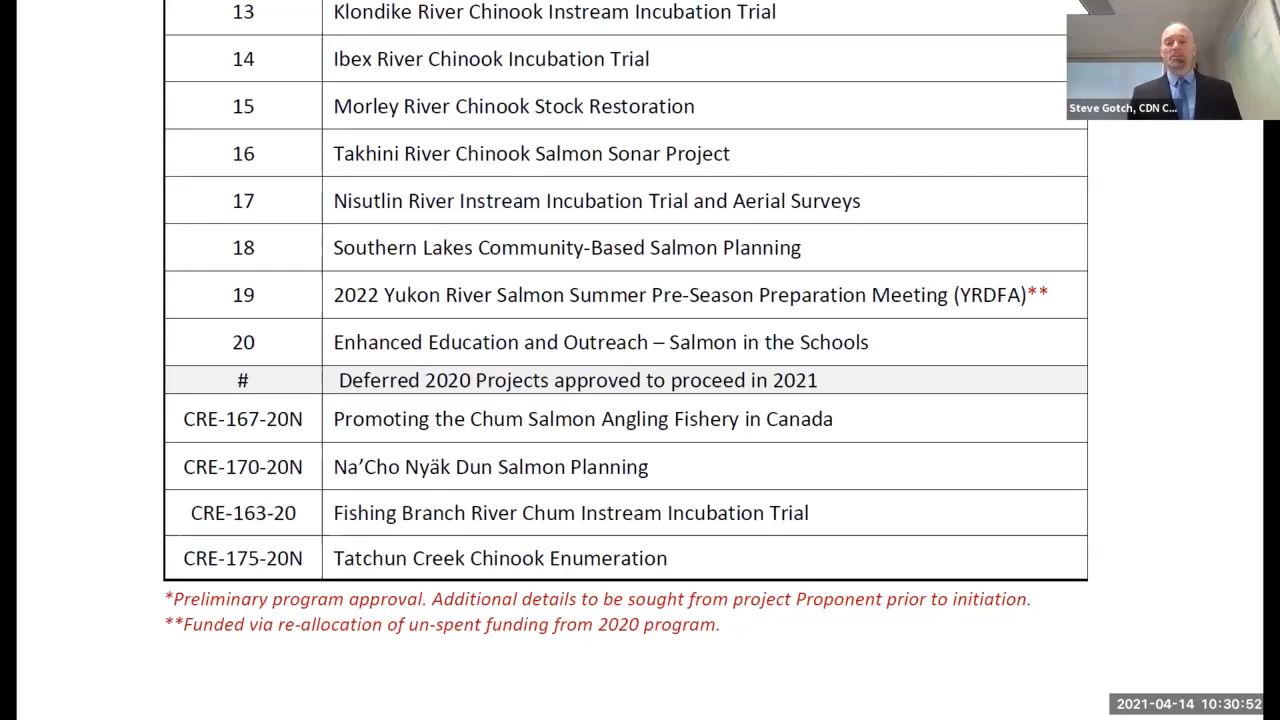 13 Klondike River Chinook Instream Incubation Trial
14 Ibex River Chinook Incubation Trial
Steve Gotch, CDN C...
15 Morley River Chinook Stock Restoration
16 Takhini River Chinook Salmon Sonar Project
17 Nisutlin River Instream Incubation Trial and Aerial Surveys
18 Southern Lakes Community-Based Salmon Planning
19 2022 Yukon River Salmon Summer Pre-Season Preparation Meeting (YRDFA)**
20 Enhanced Education and Outreach – Salmon in the Schools
# Deferred 2020 Projects approved to proceed in 2021
CRE-167-20N Promoting the Chum Salmon Angling Fishery in Canada
CRE-170-20N Na’Cho Nyäk Dun Salmon Planning
CRE-163-20 Fishing Branch River Chum Instream Incubation Trial
CRE-175-20N Tatchun Creek Chinook Enumeration
*Preliminary program approval. Additional details to be sought from project Proponent prior to initiation.
**Funded via re-allocation of un-spent funding from 2020 program.
2021-04-14 10:30:52